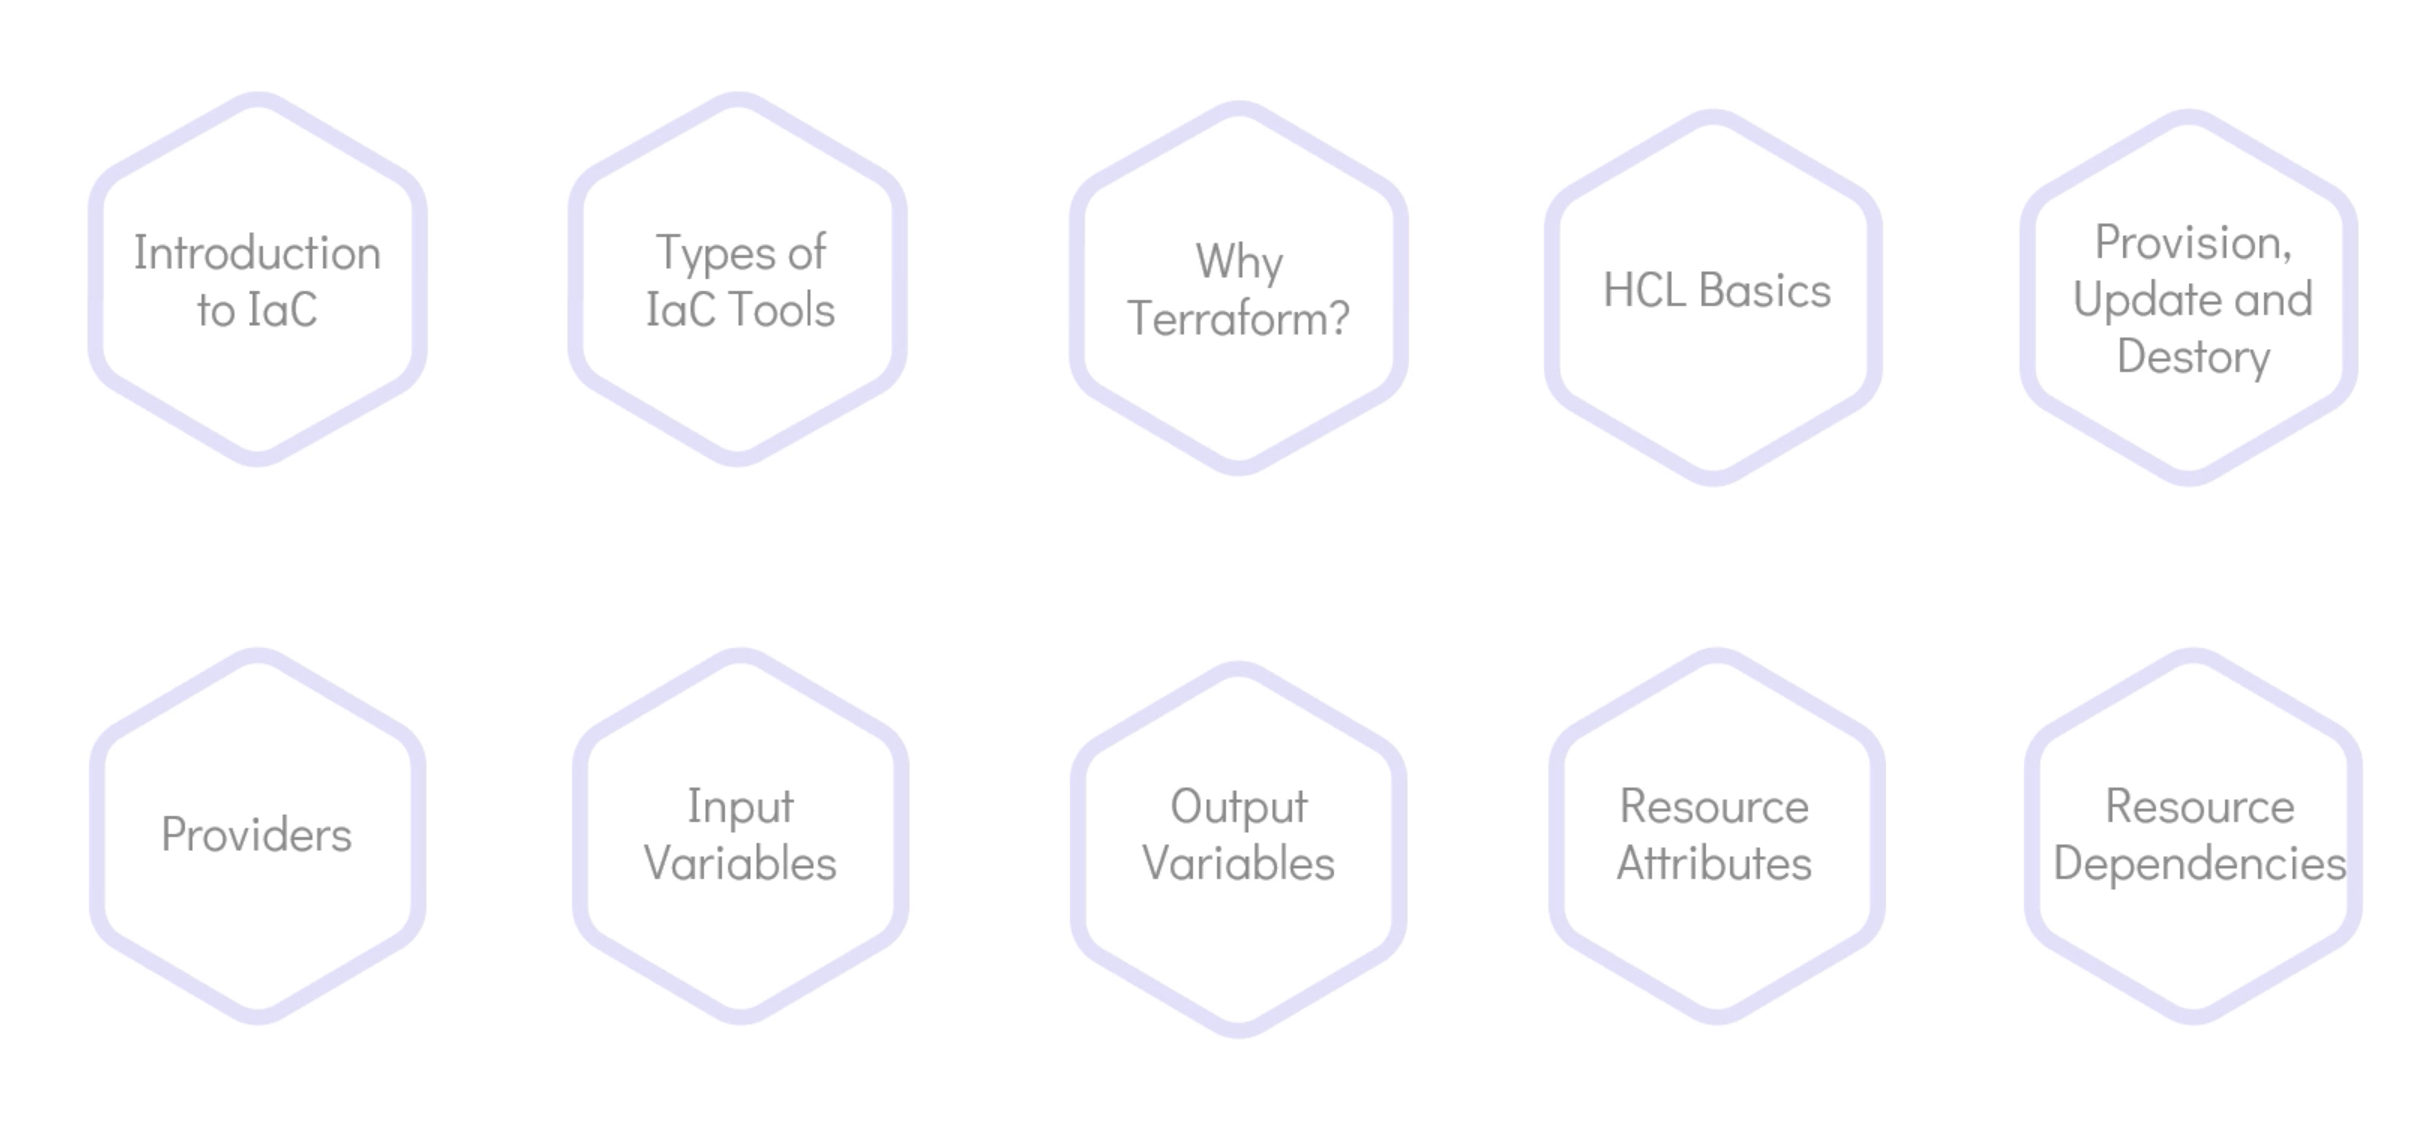 Introduction
to IaC
Types of
IaC Tools
Why
Terraform?
HCL Basics
Provision,
Update and
Destory
Providers
Input
Variables
Output
Variables
Resource
Attributes
Resource
Dependencies